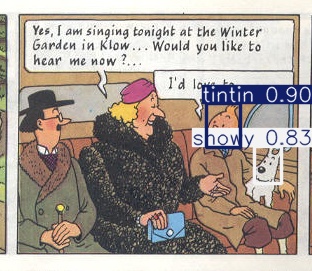 Yes, I am singing tonight at the Winter
Garden in Klow... Would you like to
hear me now?...
I'd love to
tintin 0.90
snowy 0.83